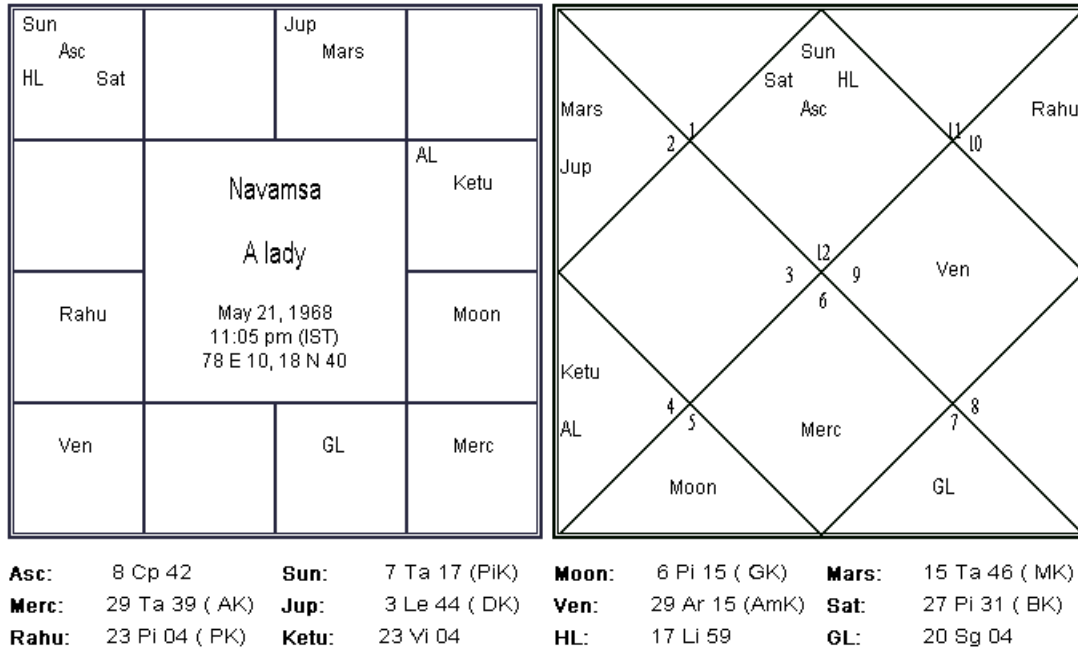 Sun
Asc
HL Sat
Jup
Mars
AL
Ketu
Navamsa
A lady
May 21, 1968
11:05 pm (IST)
78 E 10, 18 N 40
Rahu
Moon
Ven
GL
Merc
Sun
Sat HL
Asc
Mars
Rahu
1
2
11
10
Jup
12
3 9
6
Ven
Ketu
4
5
8
7
AL
Merc
Moon
GL
Asc: 8 Cp 42 Sun: 7 Ta 17 (PiK) Moon: 6 Pi 15 ( GK) Mars: 15 Ta 46 ( MK)
Merc: 29 Ta 39 ( AK) Jup: 3 Le 44 ( DK) Ven: 29 Ar 15 (AmK) Sat: 27 Pi 31 ( BK)
Rahu: 23 Pi 04 ( PK) Ketu: 23 Vi 04 HL: 17 Li 59 GL: 20 Sg 04